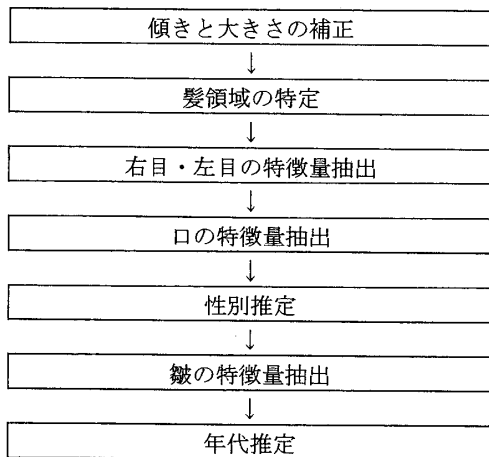 傾きと大きさの補正
↓
髪領域の特定
↓
右目・左目の特徴量抽出
↓
口の特徴量抽出
↓
性別推定
↓
皺の特徴量抽出
↓
年代推定